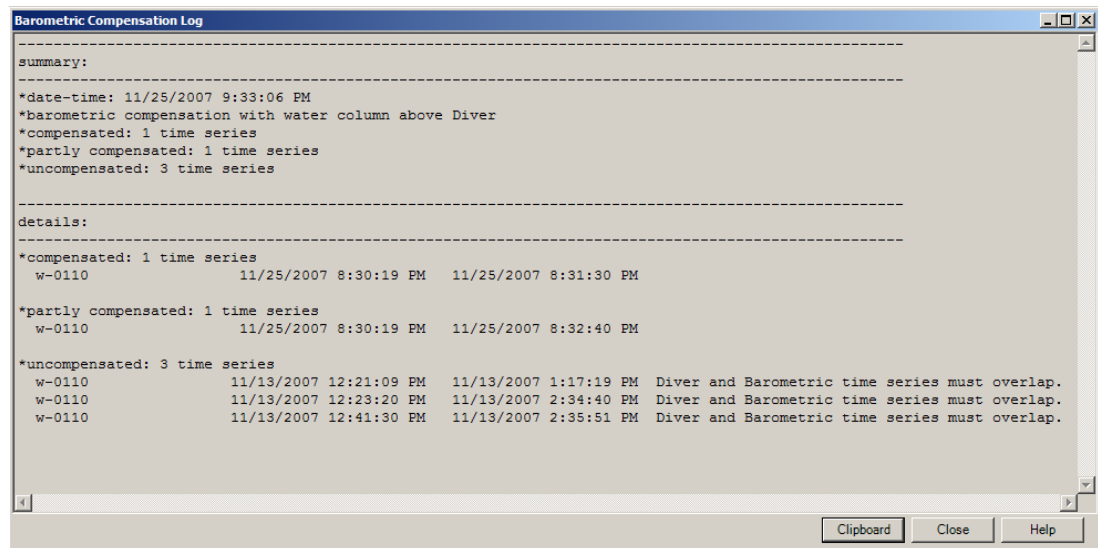 Barometric Compensation Log
--------------------------------------------------------------------------------------------------------------
summary:
--------------------------------------------------------------------------------------------------------------
*date-time: 11/25/2007 9:33:06 PM
*barometric compensation with water column above Diver
*compensated: 1 time series
*partly compensated: 1 time series
*uncompensated: 3 time series
--------------------------------------------------------------------------------------------------------------
details:
--------------------------------------------------------------------------------------------------------------
*compensated: 1 time series
w-0110 11/25/2007 8:30:19 PM 11/25/2007 8:31:30 PM
*partly compensated: 1 time series
w-0110 11/25/2007 8:30:19 PM 11/25/2007 8:32:40 PM
*uncompensated: 3 time series
w-0110 11/13/2007 12:21:09 PM 11/13/2007 1:17:19 PM Diver and Barometric time series must overlap.
w-0110 11/13/2007 12:23:20 PM 11/13/2007 2:34:40 PM Diver and Barometric time series must overlap.
w-0110 11/13/2007 12:41:30 PM 11/13/2007 2:35:51 PM Diver and Barometric time series must overlap.
Clipboard Close Help